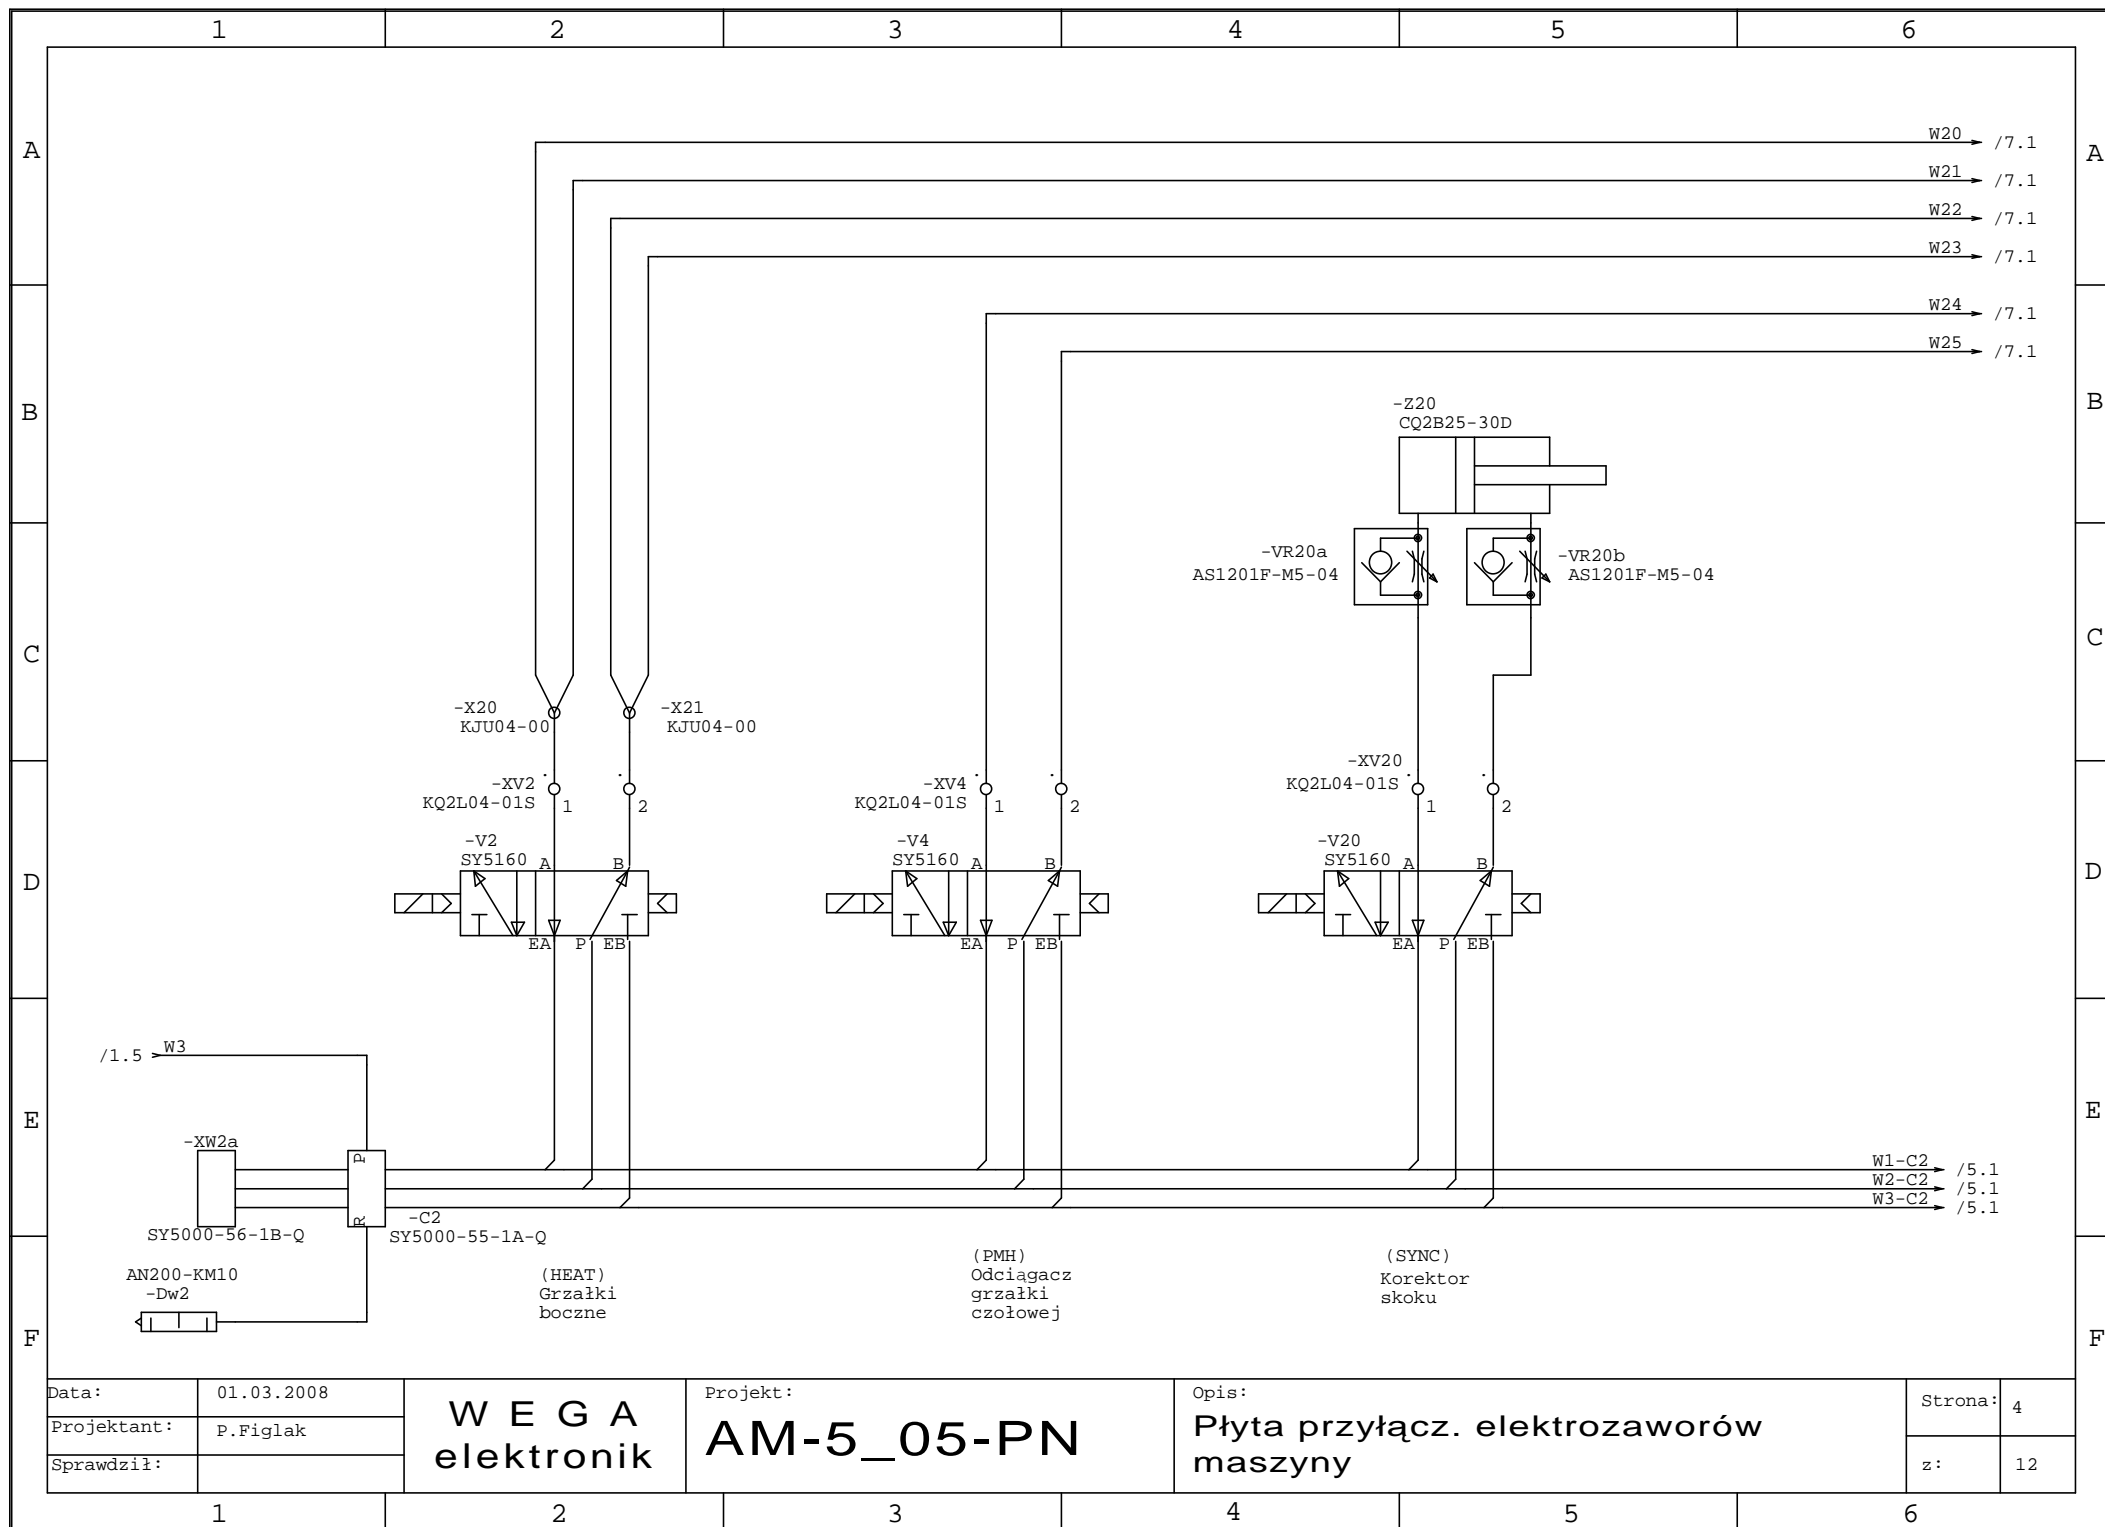 1 2 3 4 5 6
A A
W20 /7.1
W21 /7.1
W22 /7.1
W23 /7.1
W24 /7.1
W25 /7.1
B B
-Z20
CQ2B25-30D
-VR20a
AS1201F-M5-04
-VR20b
AS1201F-M5-04
C C
-X20
KJU04-00
-X21
KJU04-00
-XV2
KQ2L04-01S
1 2
-XV4
KQ2L04-01S
1 2
-XV20
KQ2L04-01S
1 2
-V2
SY5160
A B
-V4
SY5160
A B
-V20
SY5160
A B
D D
EA P EB
EA P EB
EA P EB
/1.5 W3
E E
-XW2a
P
R
SY5000-56-1B-Q
-C2
SY5000-55-1A-Q
W1-C2 /5.1
W2-C2 /5.1
W3-C2 /5.1
AN200-KM10
-Dw2
(HEAT)
Grzałki
boczne
(PMH)
Odciągacz
grzałki
czołowej
(SYNC)
Korektor
skoku
F F
Data: 01.03.2008
Projektant: P.Figlak
Sprawdził:
W E G A
elektronik
Projekt:
AM-5_05-PN
Opis:
Płyta przyłącz. elektrozaworów
maszyny
Strona: 4
z: 12
1 2 3 4 5 6